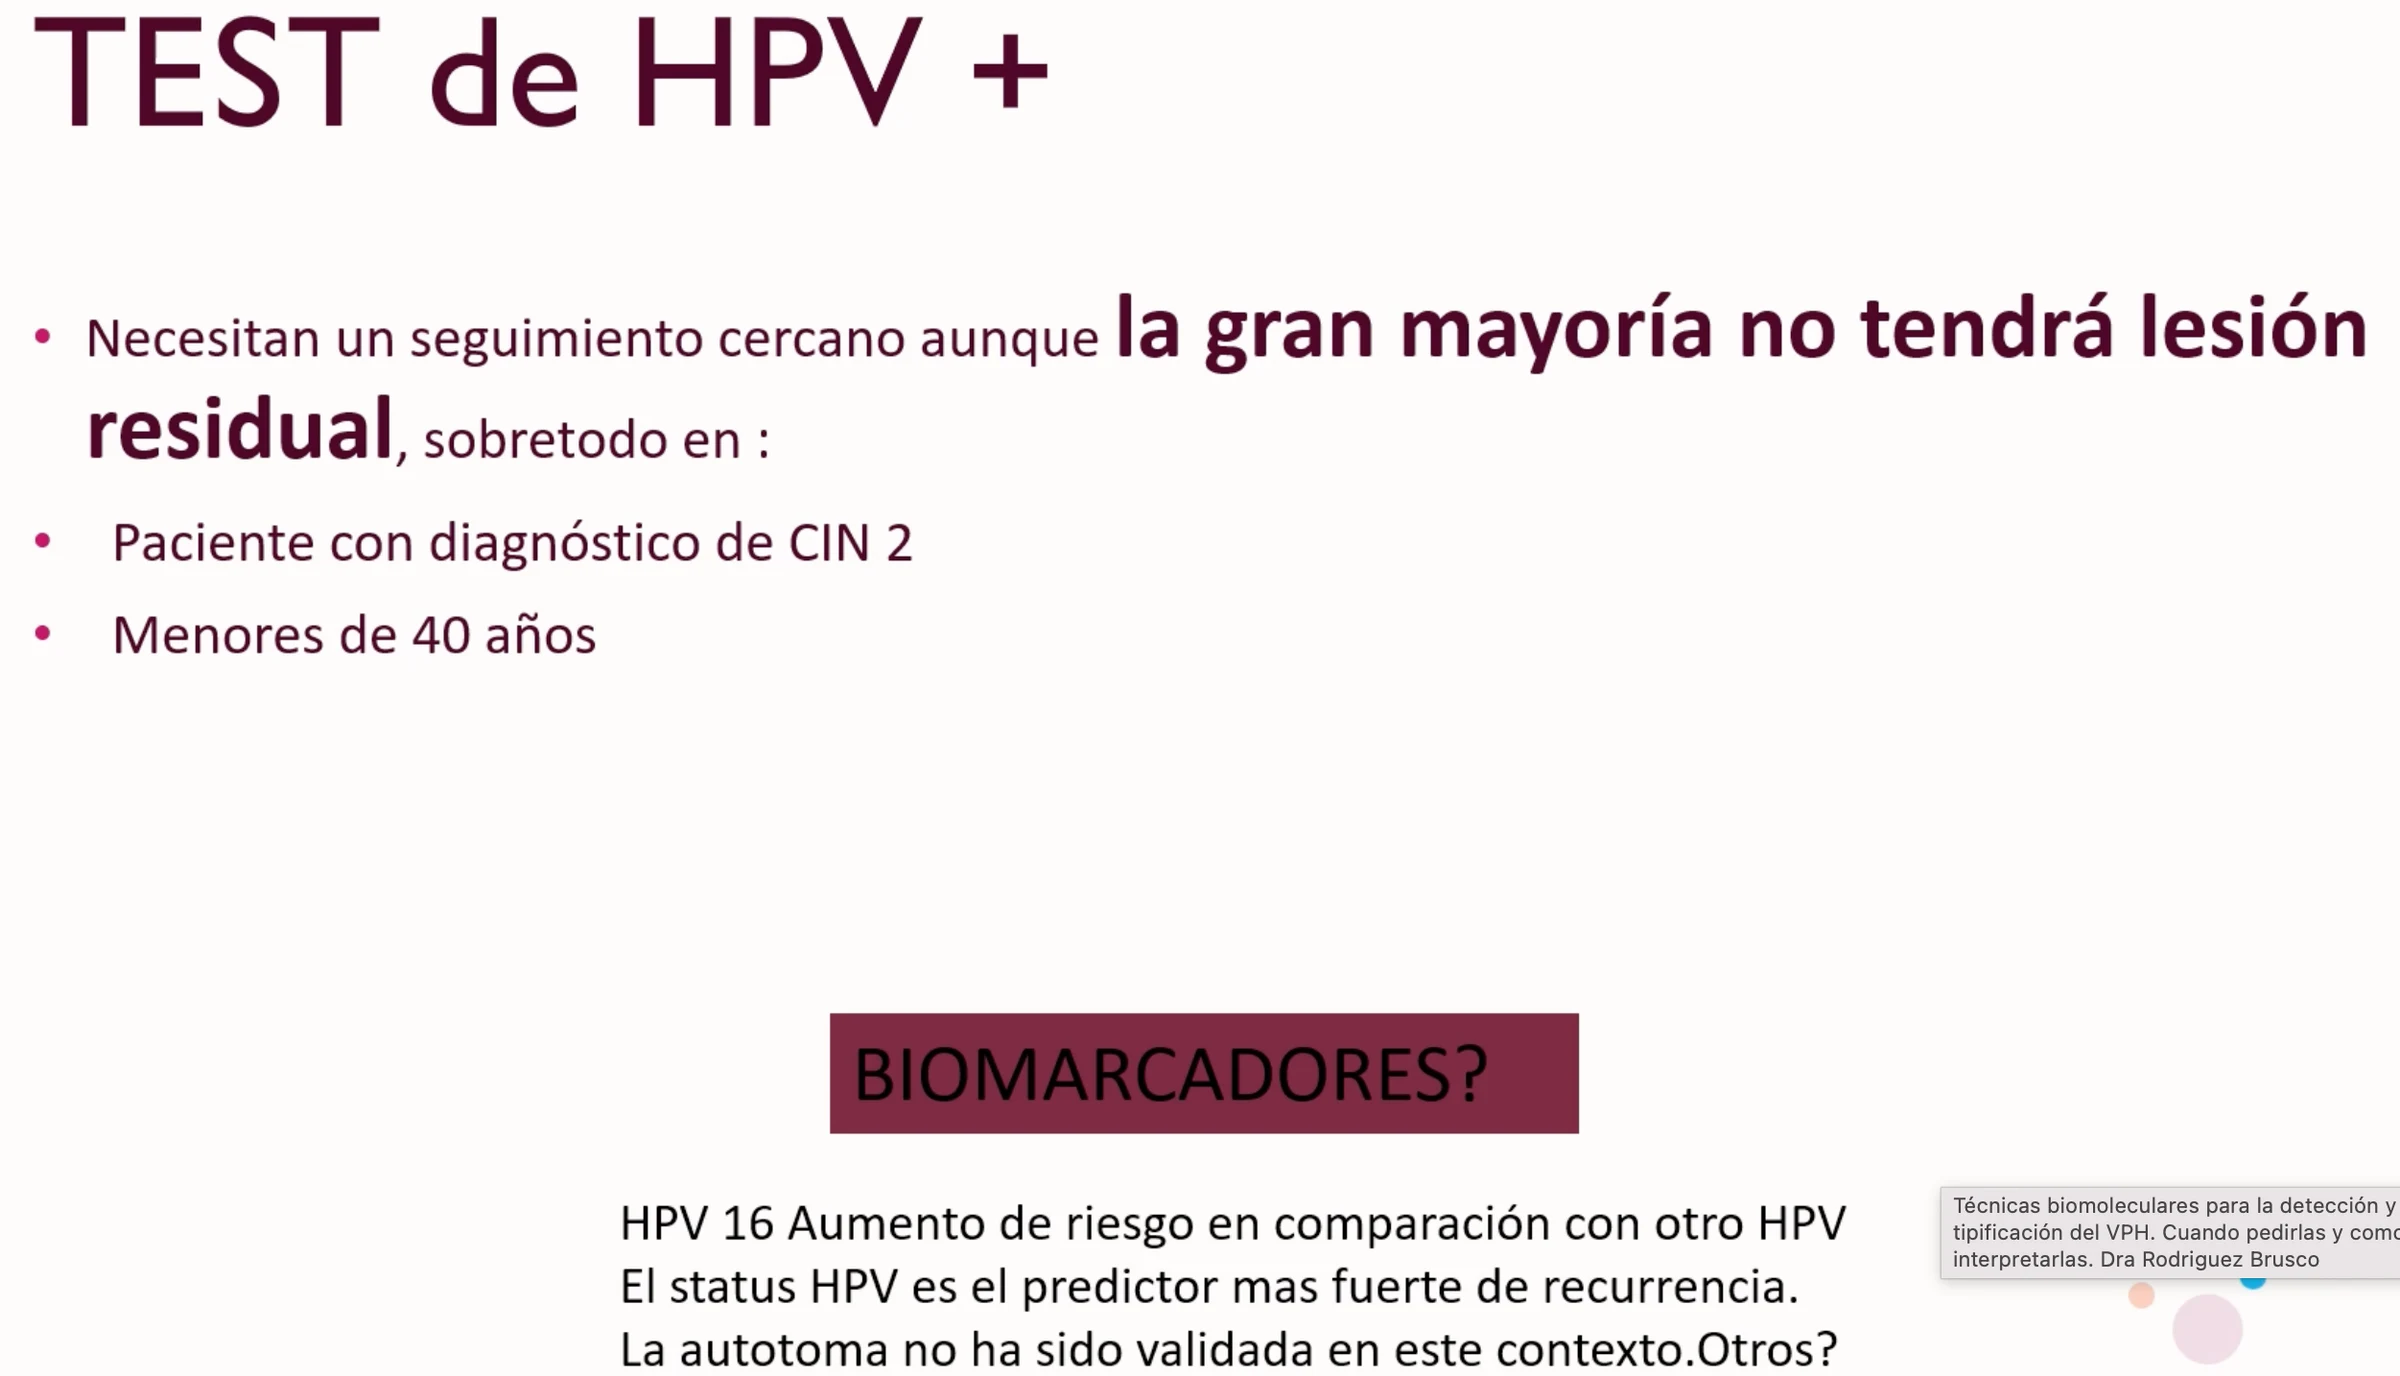 TEST de HPV +
• Necesitan un seguimiento cercano aunque la gran mayoría no tendrá lesión
residual, sobretodo en :
• Paciente con diagnóstico de CIN 2
• Menores de 40 años
BIOMARCADORES?
HPV 16 Aumento de riesgo en comparación con otro HPV
El status HPV es el predictor mas fuerte de recurrencia.
La autotoma no ha sido validada en este contexto.Otros?
Técnicas biomoleculares para la detección y
tipificación del VPH. Cuando pedirlas y como
interpretarlas. Dra Rodriguez Brusco